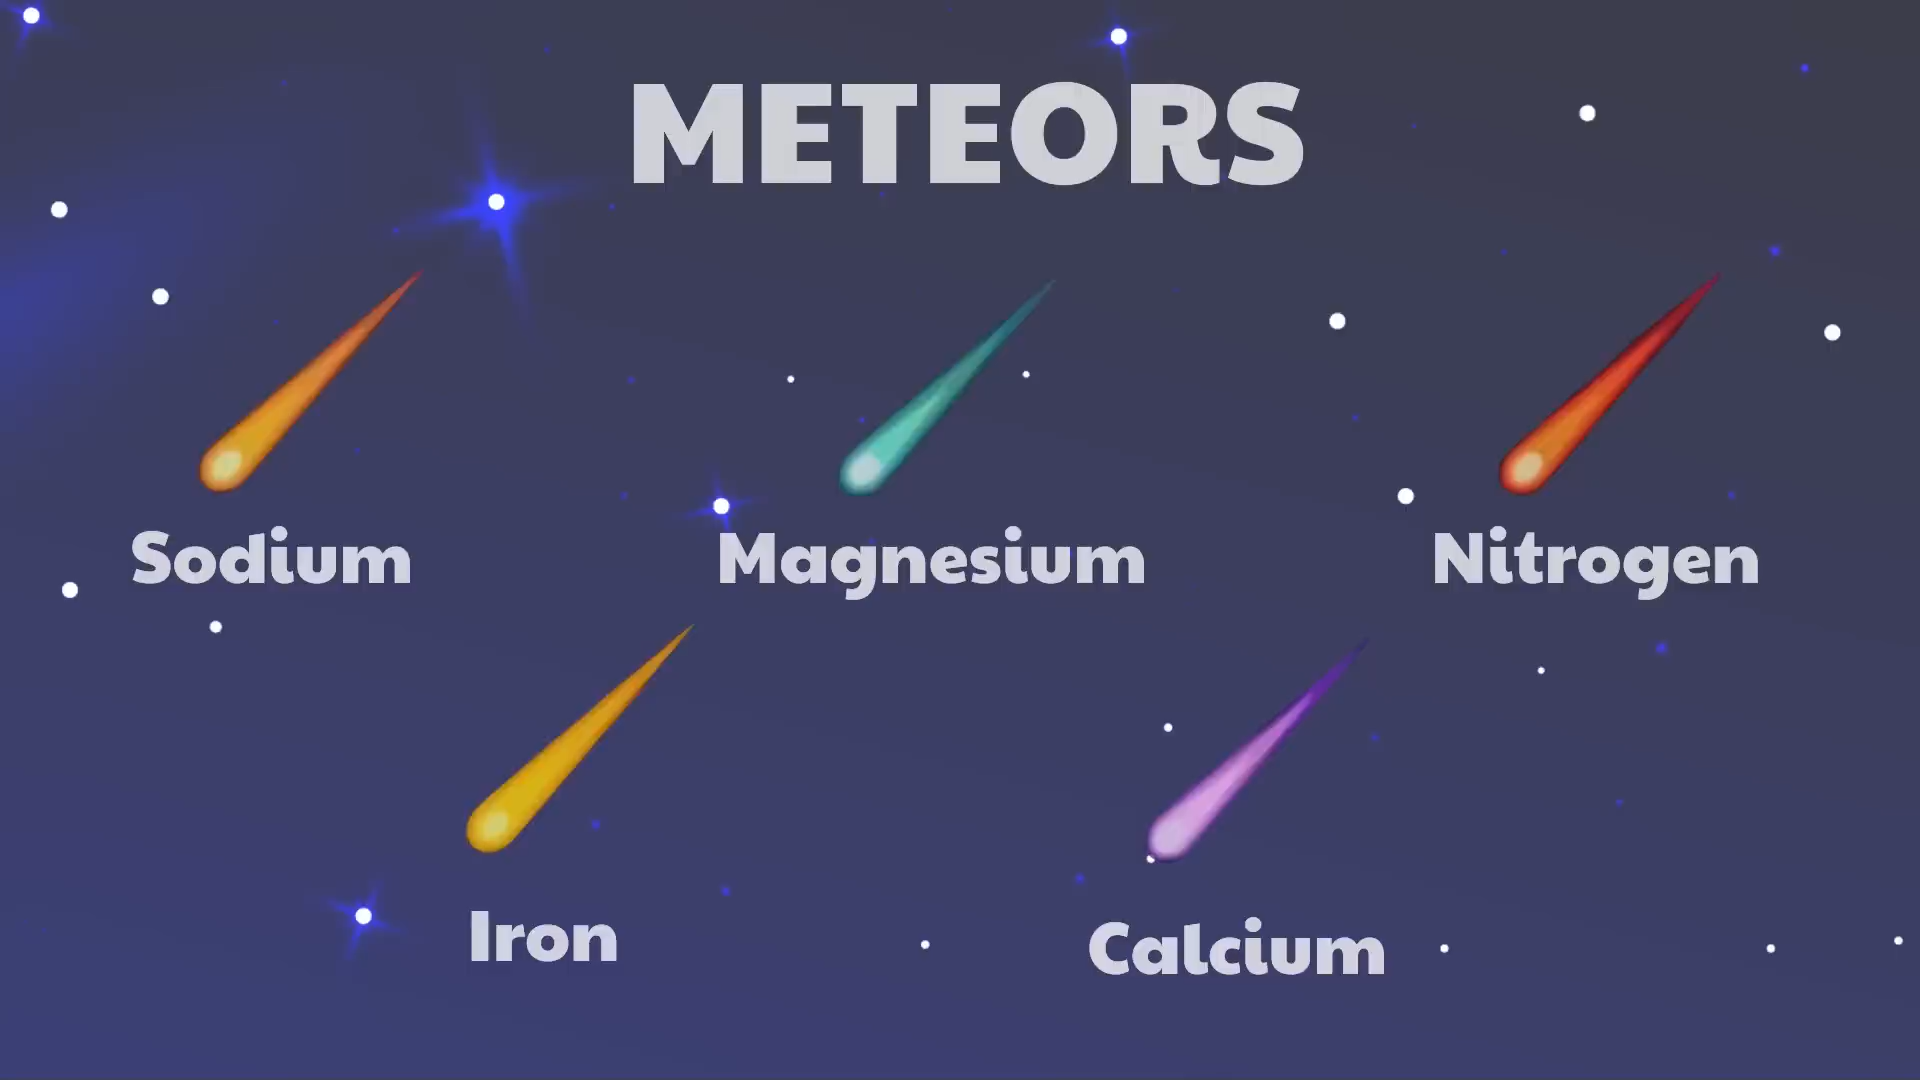 METEORS
Sodium
Magnesium
Nitrogen
Iron
Calcium